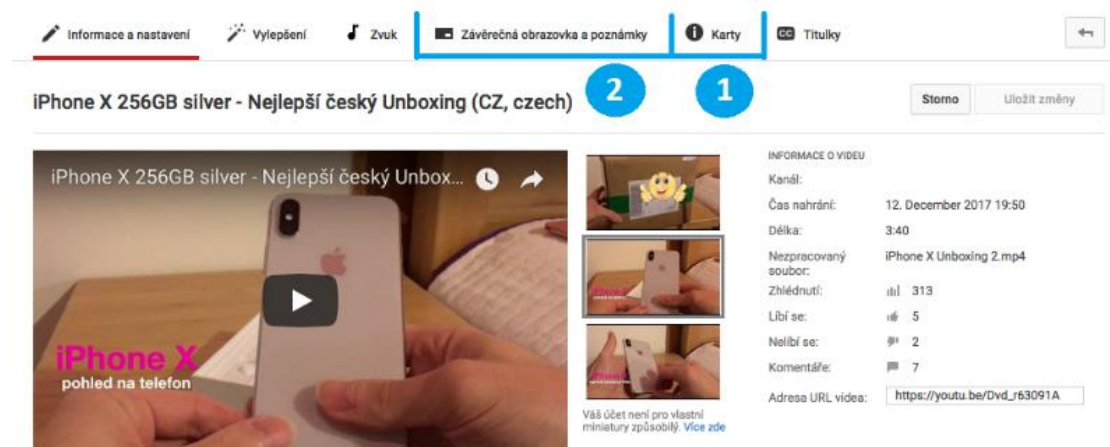 Informace a nastavení
Vylepšení
Zvuk
Závěrečná obrazovka a poznámky
Karty
CC Titulky
2
1
iPhone X 256GB silver - Nejlepší český Unboxing (CZ, czech)
Storno
Uložit změny
iPhone X 256GB silver - Nejlepší český Unbox...
iPhone X
pohled na telefon
Váš účet není pro vlastní
miniatury způsobilý. Více zde
INFORMACE O VIDEU
Kanál:
Čas nahrání: 12. December 2017 19:50
Délka: 3:40
Nezpracovaný soubor: iPhone X Unboxing 2.mp4
Zhlédnutí: 313
Líbí se: 5
Nelíbí se: 2
Komentáře: 7
Adresa URL videa: https://youtu.be/Dvd_r63091A